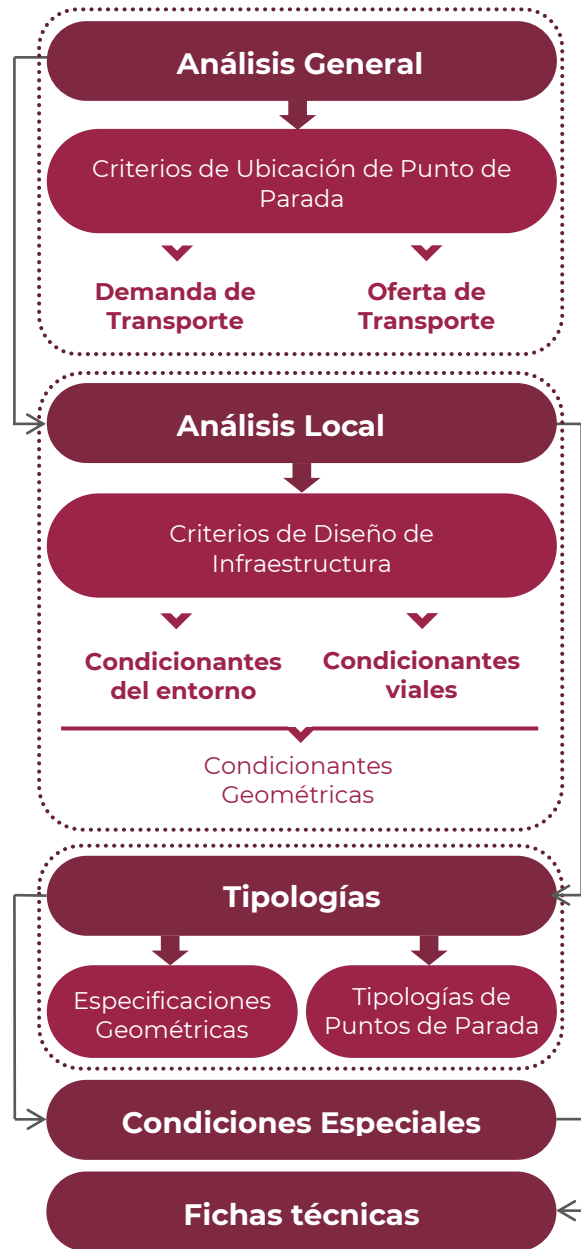 Análisis General
Criterios de Ubicación de Punto de
Parada
Demanda de
Transporte
Oferta de
Transporte
Análisis Local
Criterios de Diseño de
Infraestructura
Condicionantes
del entorno
Condicionantes
viales
Condicionantes
Geométricas
Tipologías
Especificaciones
Geométricas
Tipologías de
Puntos de Parada
Condiciones Especiales
Fichas técnicas